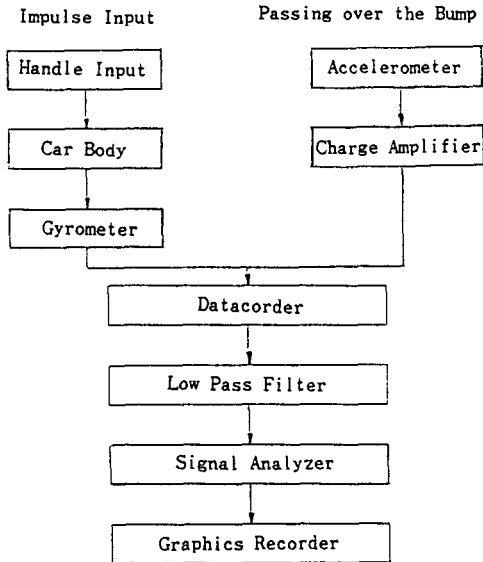 Impulse Input
Passing over the Bump
Handle Input
Accelerometer
Car Body
Charge Amplifier
Gyrometer
Datacorder
Low Pass Filter
Signal Analyzer
Graphics Recorder